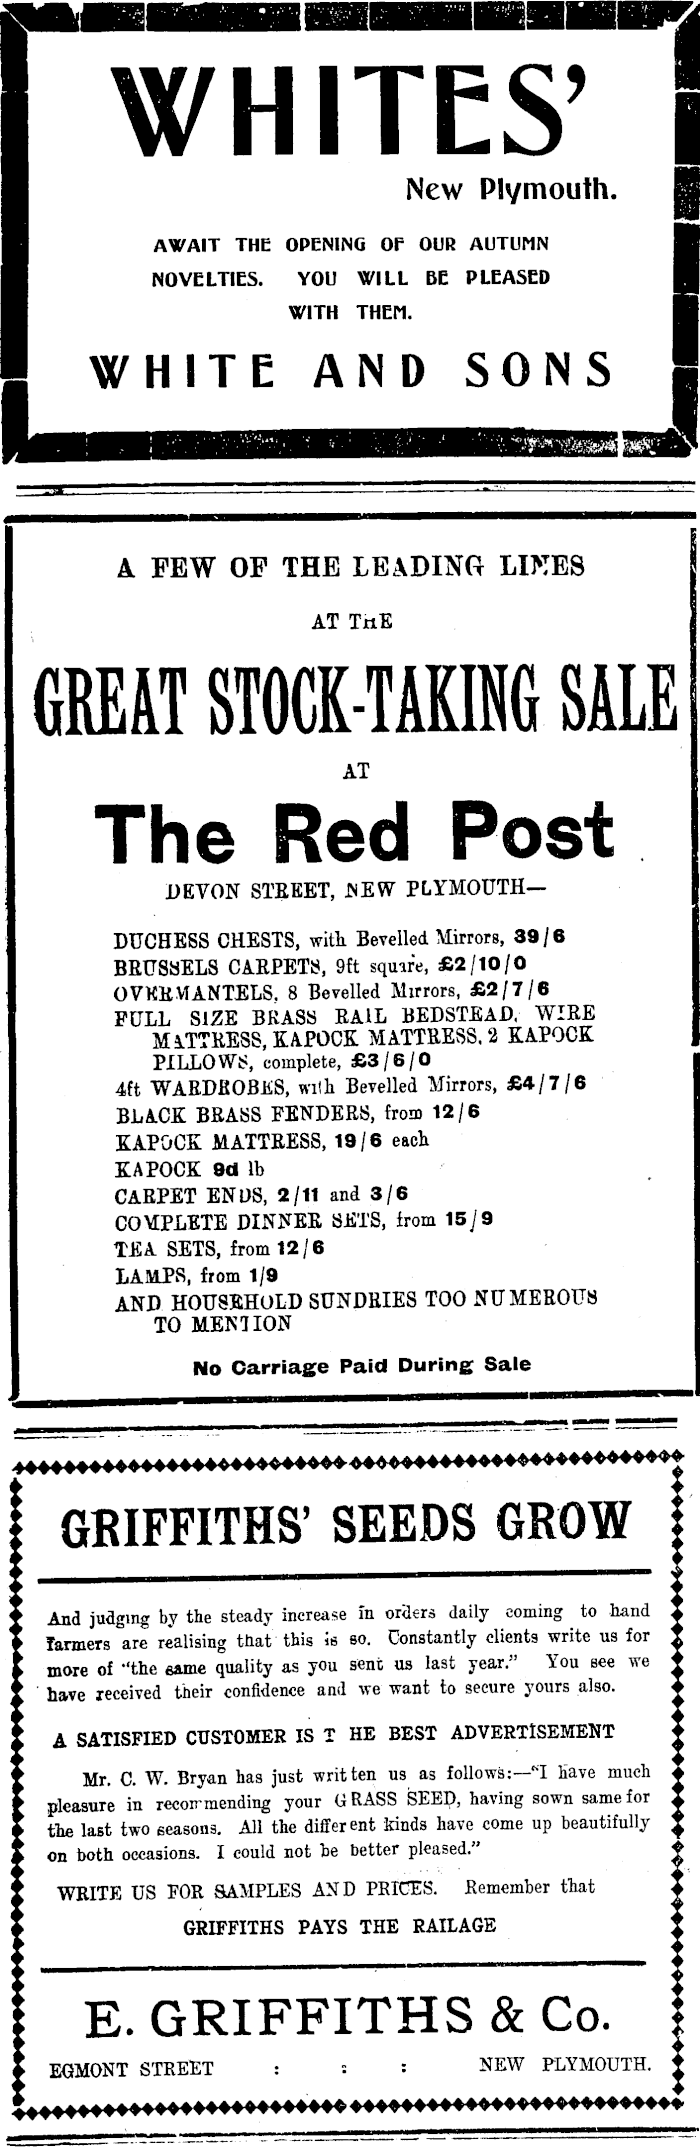 WHITES'
New Plymouth.
AWAIT THE OPENING OF OUR AUTUMN
NOVELTIES. YOU WILL BE PLEASED
WITH THEM.
WHITE AND SONS
A FEW OF THE LEADING LINES
AT THE
GREAT STOCK-TAKING SALE
AT
The Red Post
DEVON STREET, NEW PLYMOUTH—
DUCHESS CHESTS, with Bevelled Mirrors, 39/6
BRUSSELS CARPETS, 9ft square, £2/10/0
OVERMANTELS, 8 Bevelled Mirrors, £2/7/6
FULL SIZE BRASS RAIL BEDSTEAD, WIRE
MATTRESS, KAPOCK MATTRESS, 2 KAPOCK
PILLOWS, complete, £3/6/0
4ft WARDROBES, with Bevelled Mirrors, £4/7/6
BLACK BRASS FENDERS, from 12/6
KAPOCK MATTRESS, 19/6 each
KAPOCK 9d lb
CARPET ENDS, 2/11 and 3/6
COMPLETE DINNER SETS, from 15/9
TEA SETS, from 12/6
LAMPS, from 1/9
AND HOUSEHOLD SUNDRIES TOO NUMEROUS
TO MENTION
No Carriage Paid During Sale
GRIFFITHS' SEEDS GROW
And judging by the steady increase in orders daily coming to hand
farmers are realising that this is so. Constantly clients write us for
more of "the same quality as you sent us last year." You see we
have received their confidence and we want to secure yours also.
A SATISFIED CUSTOMER IS T HE BEST ADVERTISEMENT
Mr. C. W. Bryan has just written us as follows:—"I have much
pleasure in recommending your GRASS SEED, having sown same for
the last two seasons. All the different kinds have come up beautifully
on both occasions. I could not be better pleased."
WRITE US FOR SAMPLES AND PRICES. Remember that
GRIFFITHS PAYS THE RAILAGE
E. GRIFFITHS & Co.
EGMONT STREET : : : NEW PLYMOUTH.